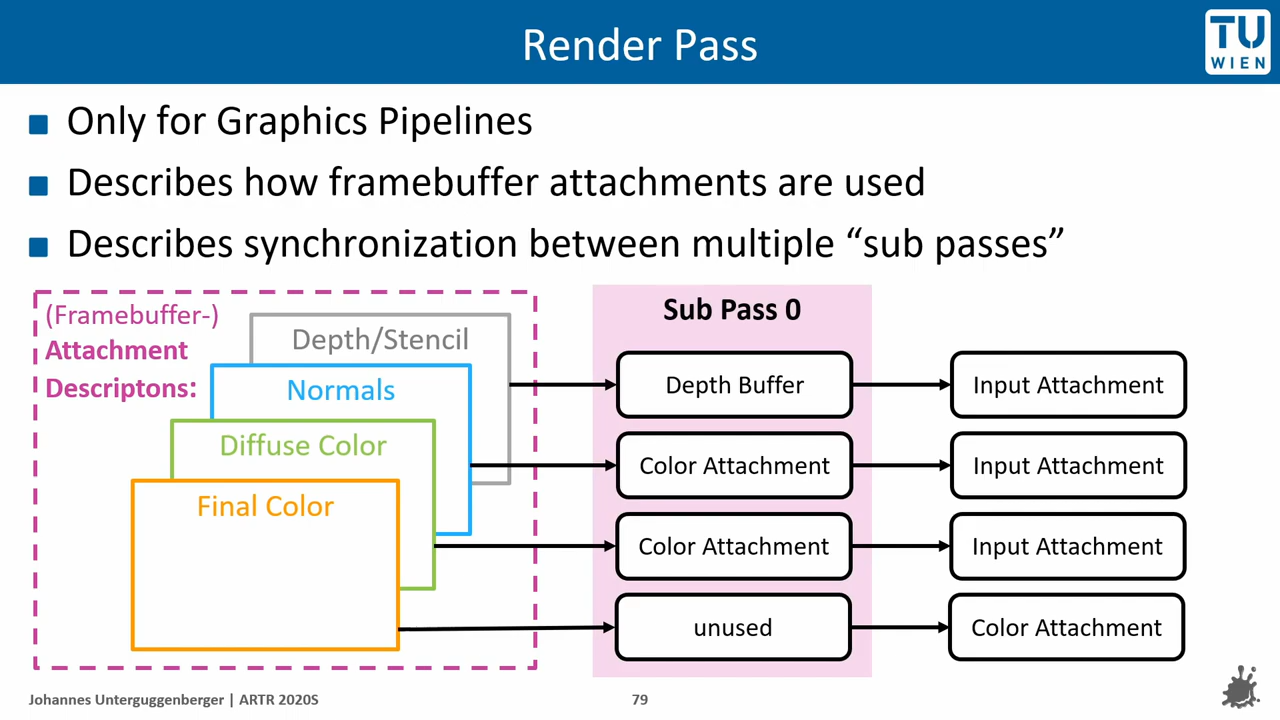 Render Pass
TU
WIEN
Only for Graphics Pipelines
Describes how framebuffer attachments are used
Describes synchronization between multiple “sub passes”
(Framebuffer-)
Attachment
Descriptons:
Depth/Stencil
Normals
Diffuse Color
Final Color
Sub Pass 0
Depth Buffer
Input Attachment
Color Attachment
Input Attachment
Color Attachment
Input Attachment
unused
Color Attachment
Johannes Unterguggenberger | ARTR 2020S
79